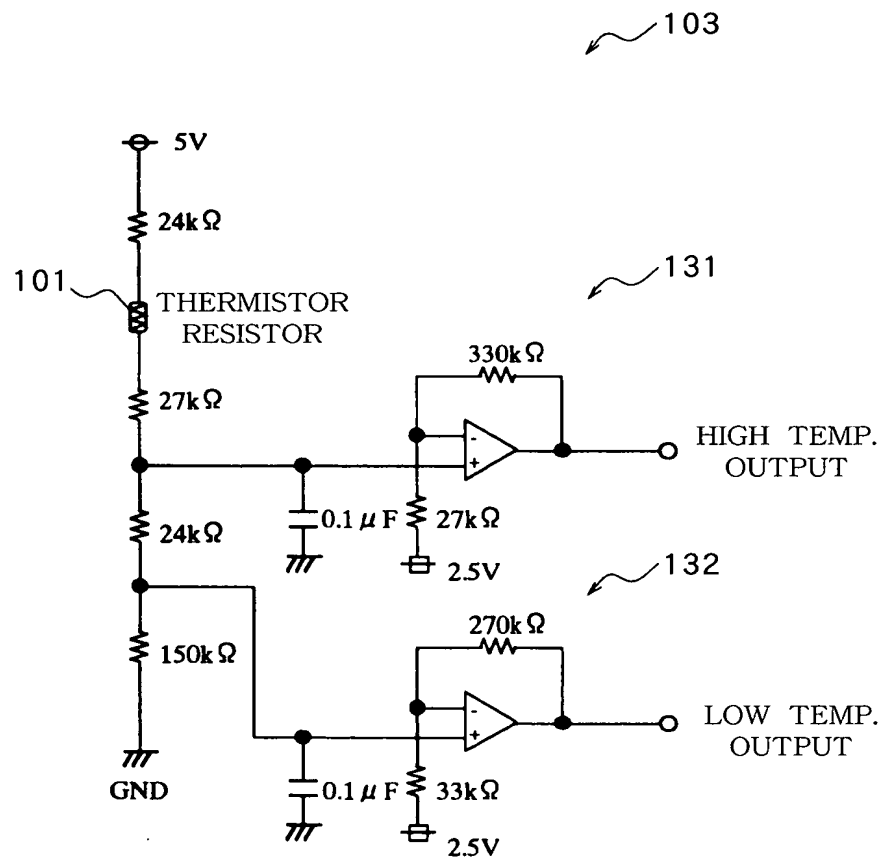 103
5V
24kΩ
101
THERMISTOR
RESISTOR
131
27kΩ
330kΩ
-
+
HIGH TEMP.
OUTPUT
24kΩ
0.1μF
27kΩ
2.5V
132
150kΩ
270kΩ
-
+
LOW TEMP.
OUTPUT
GND
0.1μF
33kΩ
2.5V